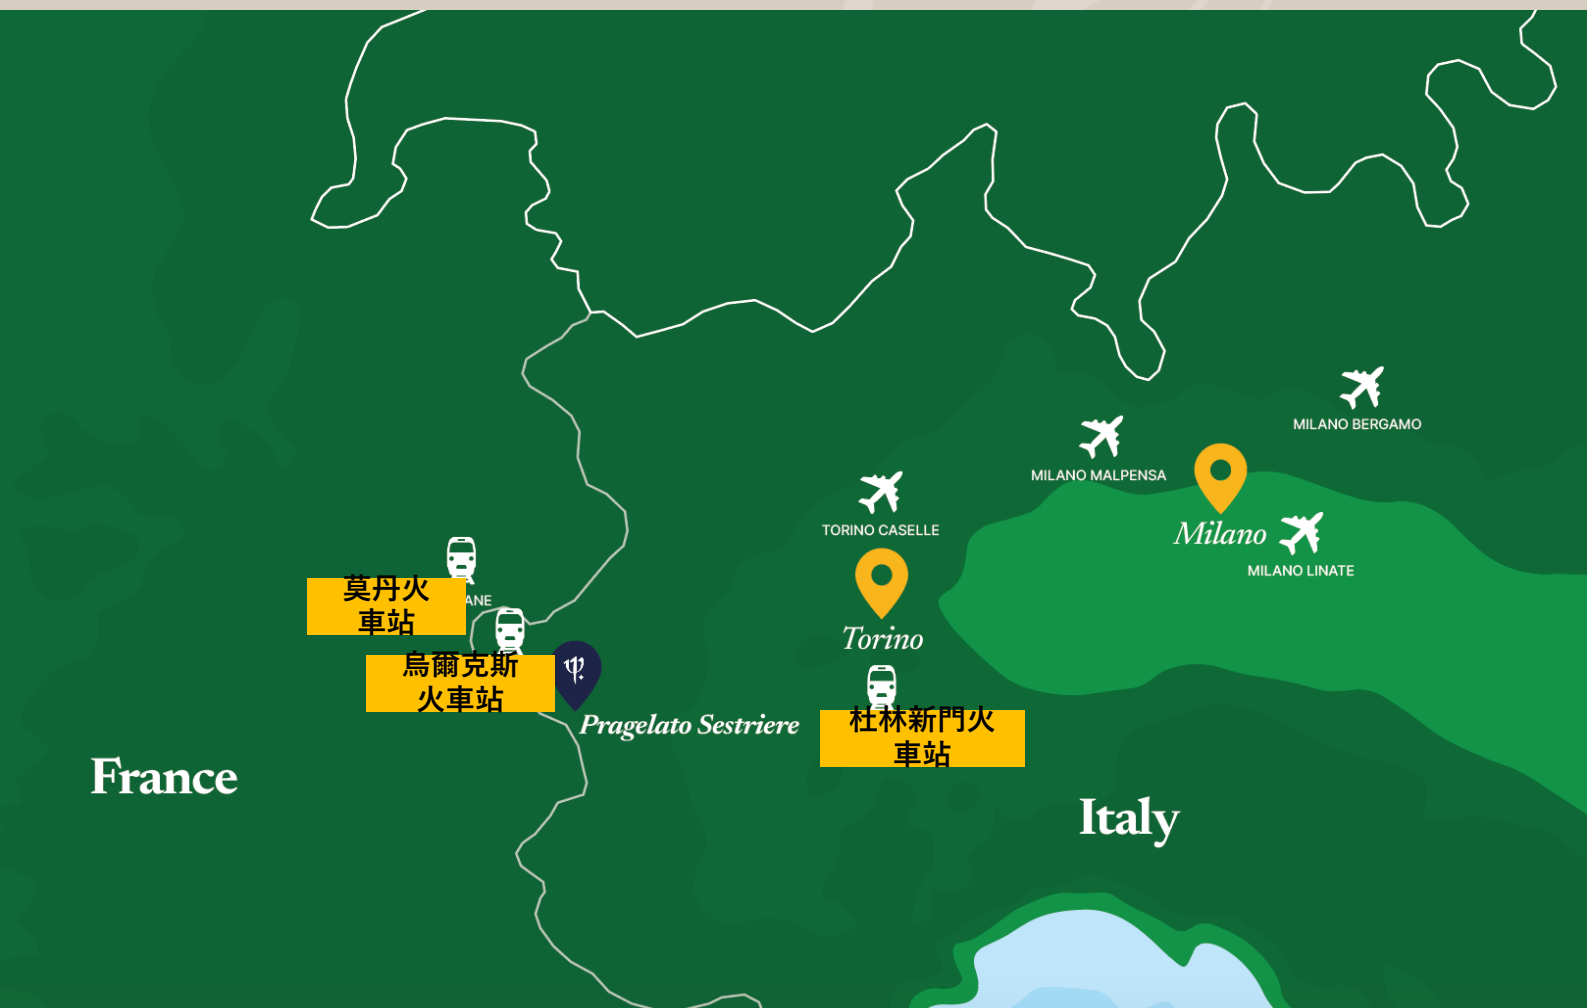 MILANO BERGAMO
MILANO MALPENSA
TORINO CASELLE
Milano
MILANO LINATE
莫丹火
車站
ANE
Torino
烏爾克斯
火車站
Pragelato Sestriere
杜林新門火
車站
France
Italy